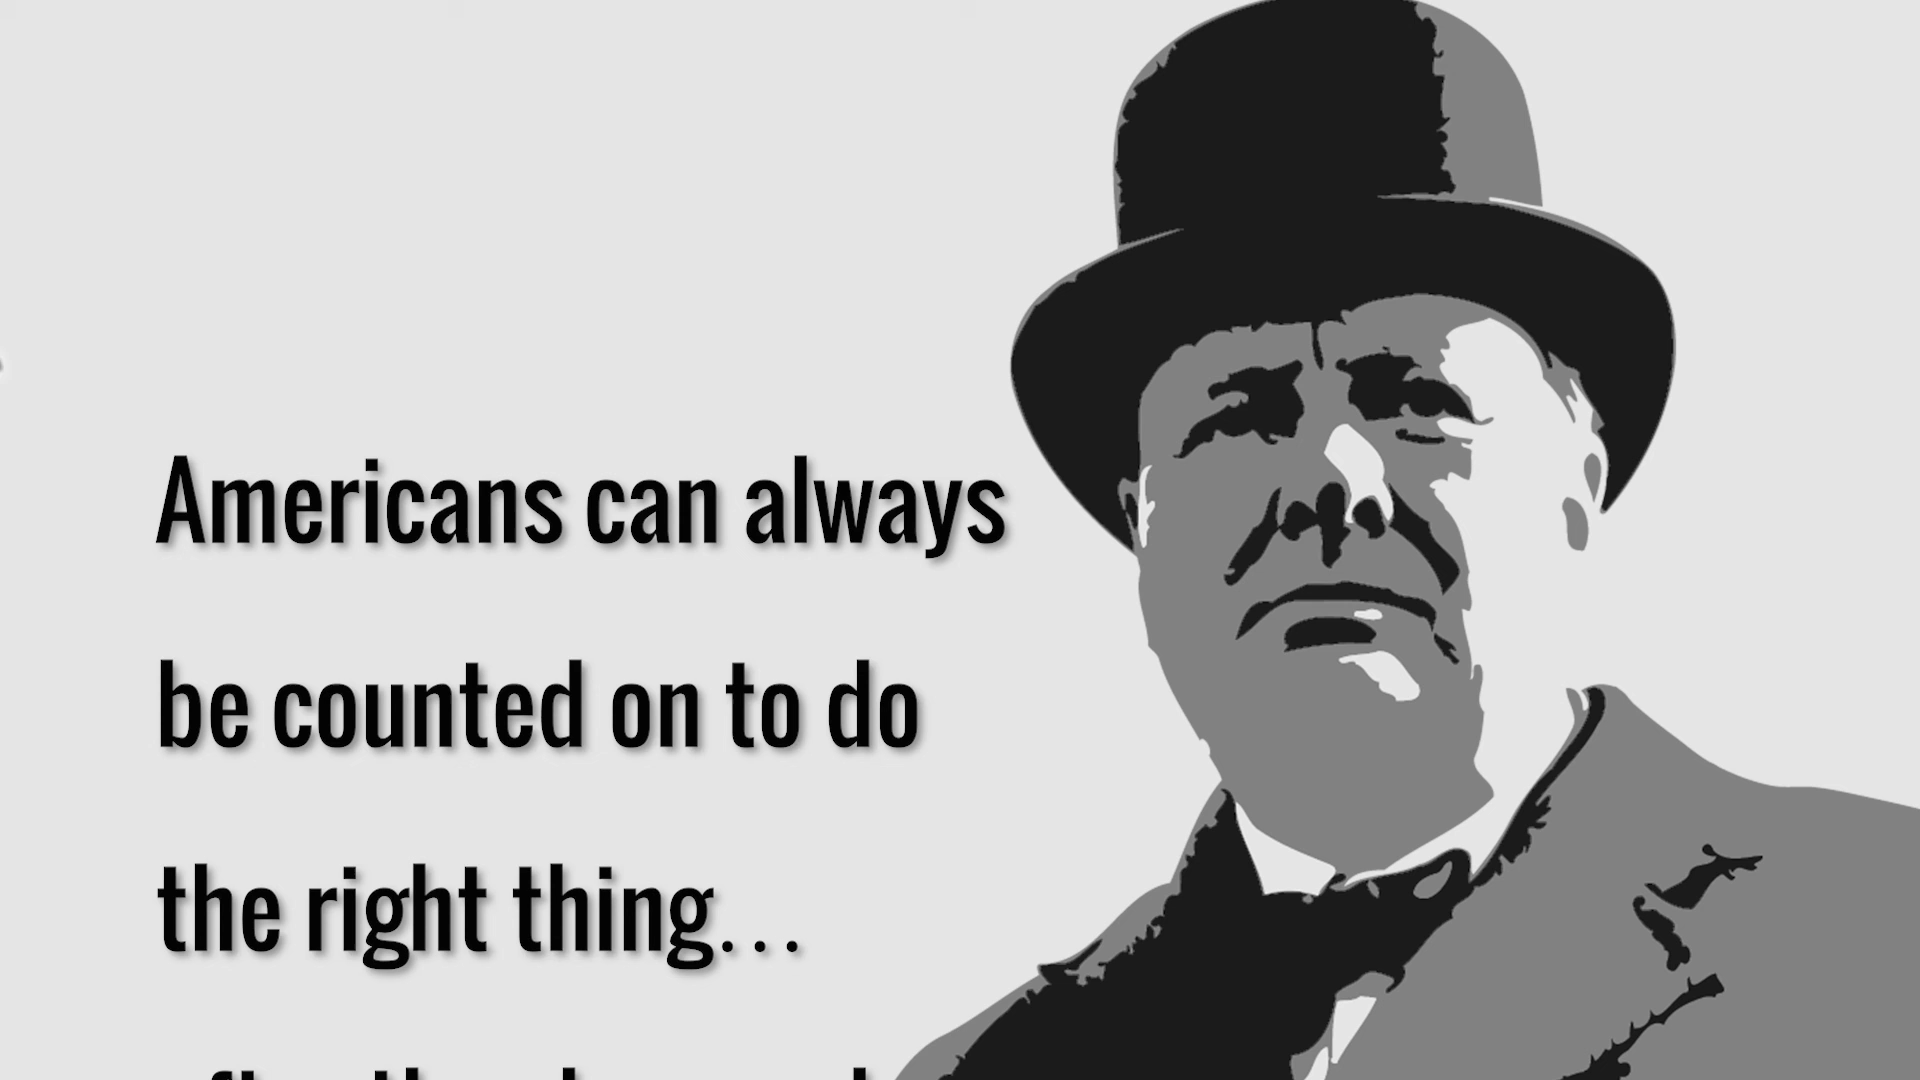 Americans can always
be counted on to do
the right thing...